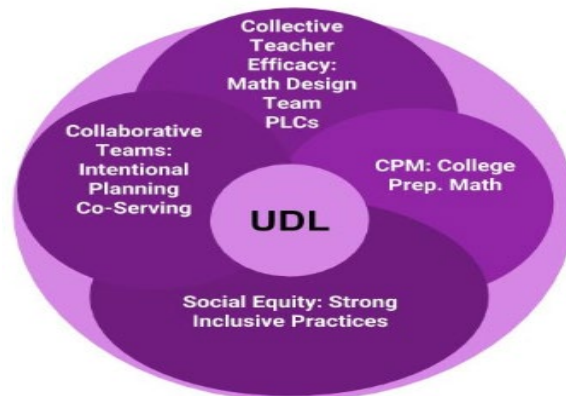 Collective
Teacher
Efficacy:
Math Design
Team
PLCs
Collaborative
Teams:
Intentional
Planning
Co-Serving
CPM: College
Prep. Math
UDL
Social Equity: Strong
Inclusive Practices